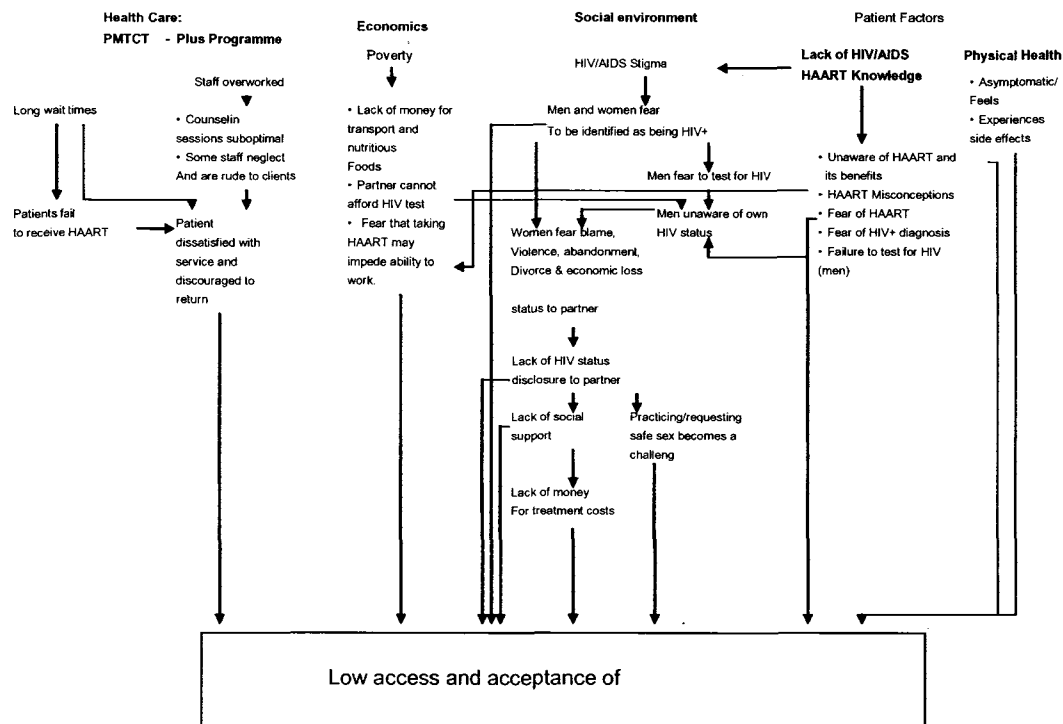 Health Care:
PMTCT - Plus Programme
Staff overworked
Long wait times
• Counselin
sessions suboptimal
• Some staff neglect
And are rude to clients
Patients fail
to receive HAART
Patient
dissatisfied with
service and
discouraged to
return
Economics
Poverty
• Lack of money for
transport and
nutritious
Foods
• Partner cannot
afford HIV test
• Fear that taking
HAART may
impede ability to
work.
Social environment
HIV/AIDS Stigma
Men and women fear
To be identified as being HIV+
Men fear to test for HIV
Men unaware of own
HIV status
Women fear blame,
Violence, abandonment,
Divorce & economic loss
status to partner
Lack of HIV status
disclosure to partner
Lack of social
support
Practicing/requesting
safe sex becomes a
challeng
Lack of money
For treatment costs
Patient Factors
Lack of HIV/AIDS
HAART Knowledge
• Unaware of HAART and
its benefits
• HAART Misconceptions
• Fear of HAART
• Fear of HIV+ diagnosis
• Failure to test for HIV
(men)
Physical Health
• Asymptomatic/
Feels
• Experiences
side effects
Low access and acceptance of